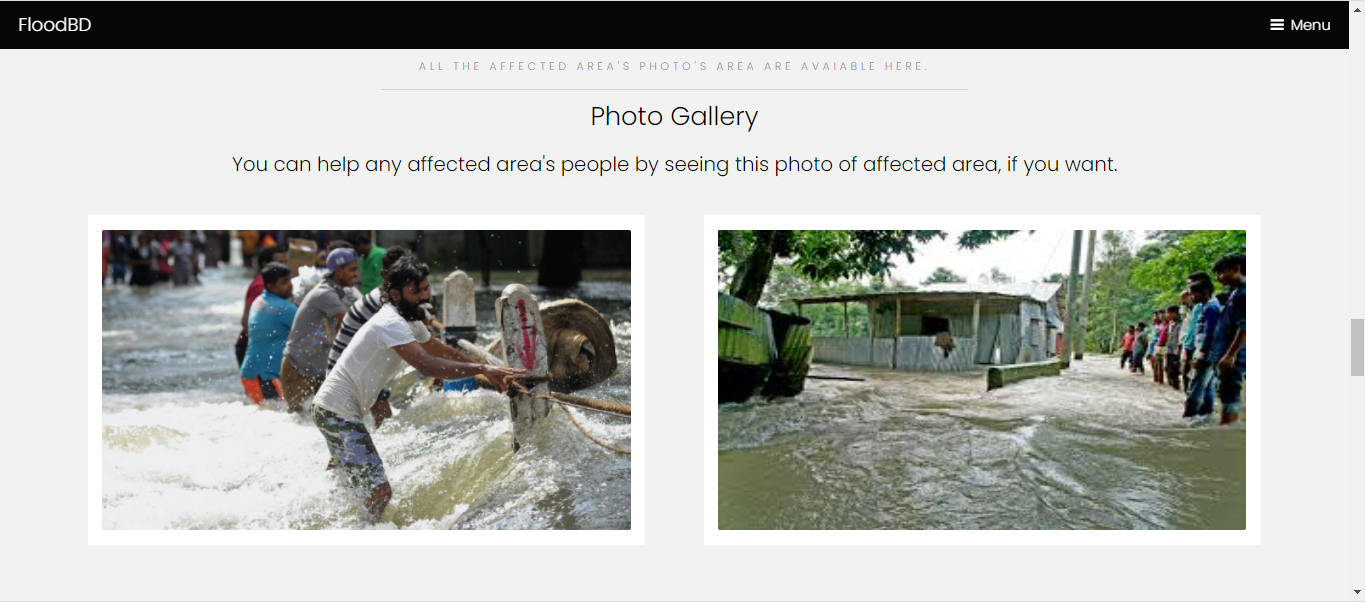 FloodBD
Menu
ALL THE AFFECTED AREA'S PHOTO'S AREA ARE AVAIABLE HERE.
Photo Gallery
You can help any affected area's people by seeing this photo of affected area, if you want.